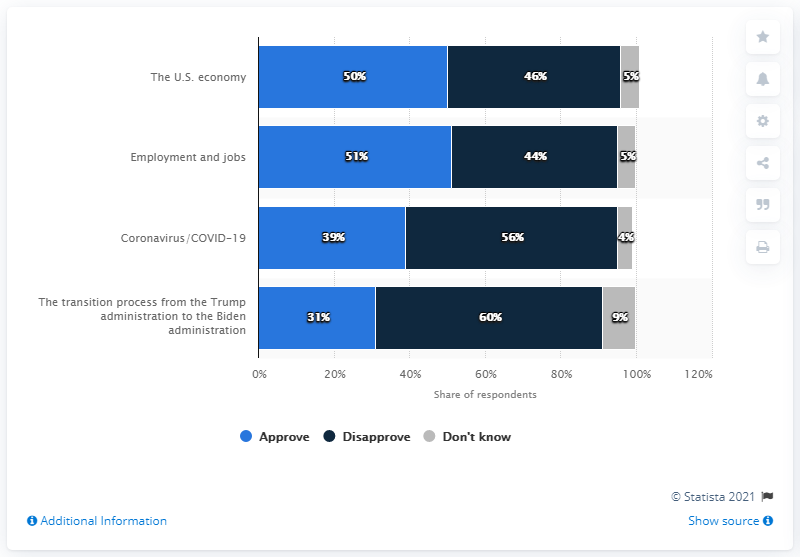 The U.S. economy
50% 46% 5%
Employment and jobs
51% 44% 5%
Coronavirus/COVID-19
39% 56% 4%
The transition process from the Trump
administration to the Biden
administration
31% 60% 9%
0% 20% 40% 60% 80% 100% 120%
Share of respondents
Approve Disapprove Don't know
© Statista 2021
Additional Information Show source